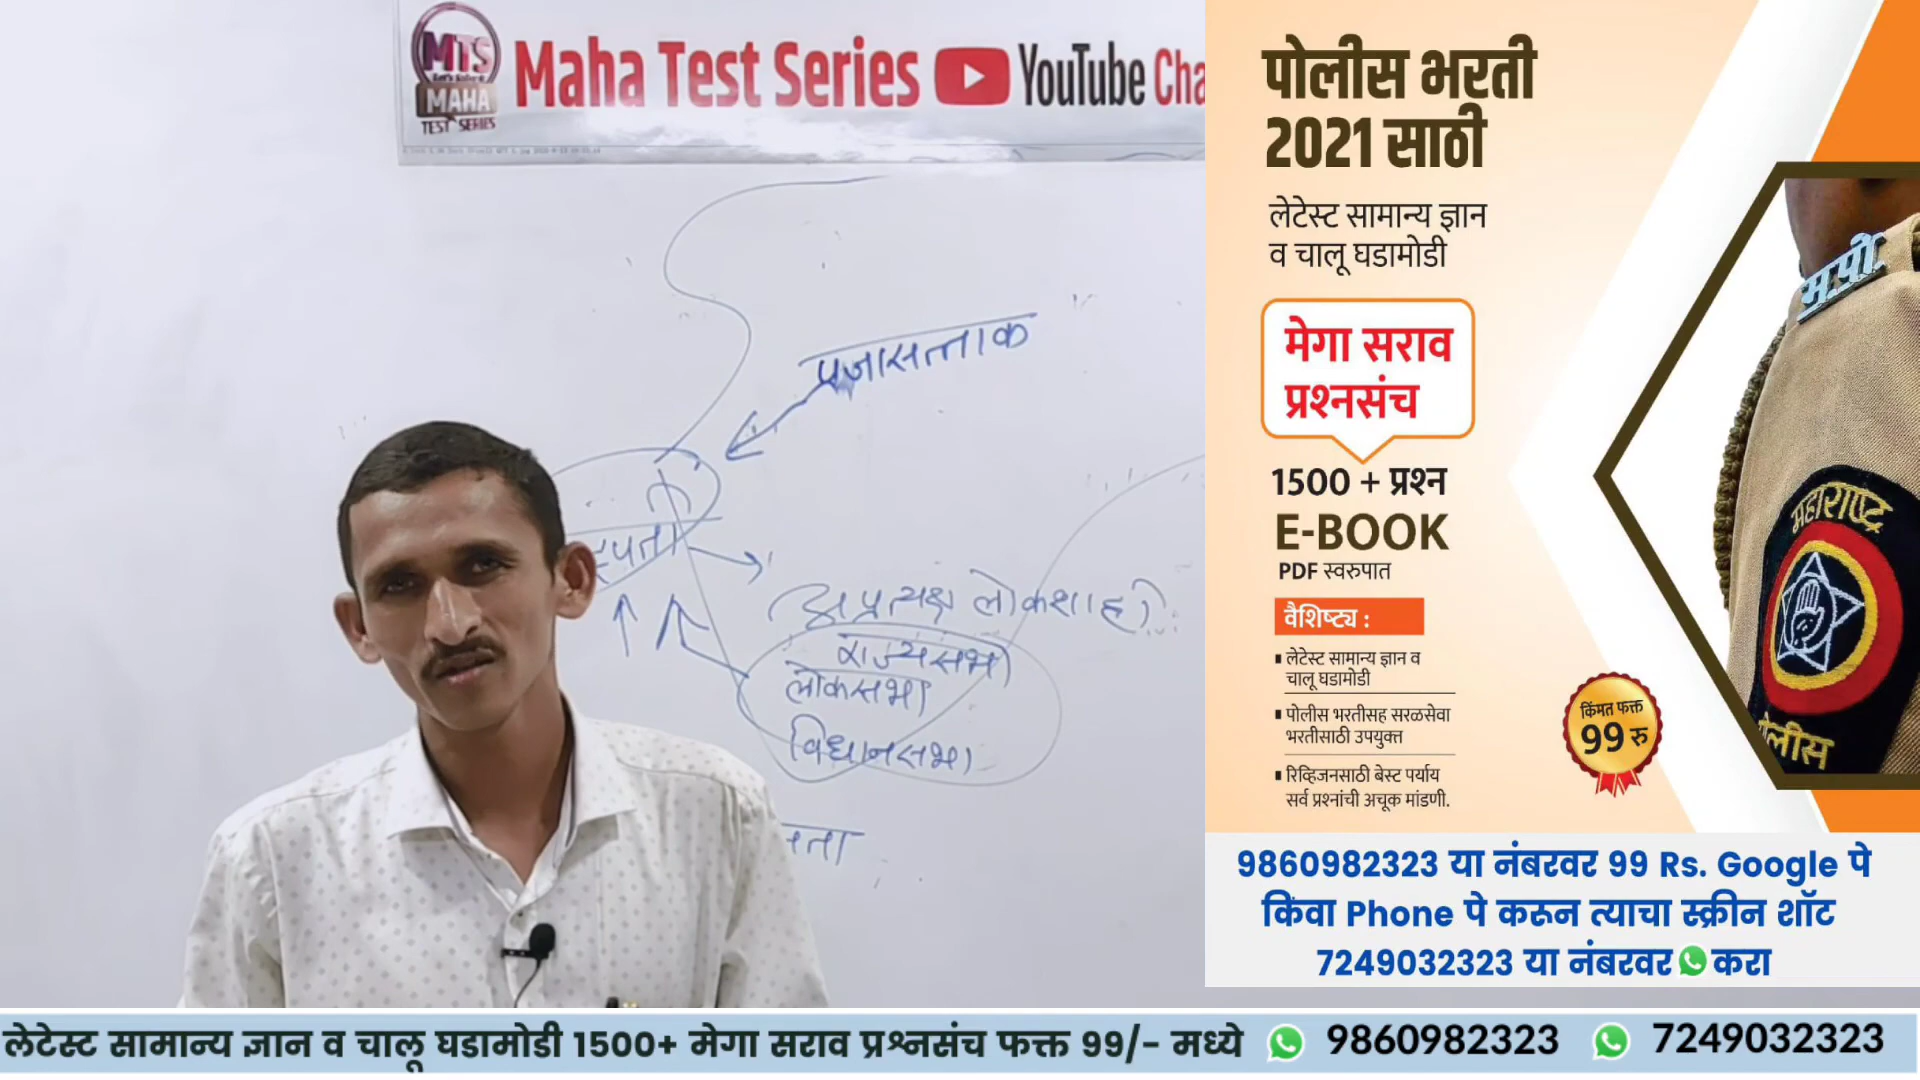 MTS
MAHA
TEST SERIES
Maha Test Series YouTube Cha
प्रजासत्ताक
अप्रत्यक्ष लोकशाही
राज्यसभा
लोकसभा
विधानसभा
पोलीस भरती
2021 साठी
लेटेस्ट सामान्य ज्ञान
व चालू घडामोडी
मेगा सराव
प्रश्नसंच
1500 + प्रश्न
E-BOOK
PDF स्वरुपात
वैशिष्ट्य :
▪ लेटेस्ट सामान्य ज्ञान व
चालू घडामोडी
▪ पोलीस भरतीसह सरळसेवा
भरतीसाठी उपयुक्त
▪ रिव्हिजनसाठी बेस्ट पर्याय
सर्व प्रश्नांची अचूक मांडणी.
किंमत फक्त
99 रु
म.पो.
महाराष्ट्र
पोलीस
9860982323 या नंबरवर 99 Rs. Google पे
किंवा Phone पे करून त्याचा स्क्रीन शॉट
7249032323 या नंबरवर करा
लेटेस्ट सामान्य ज्ञान व चालू घडामोडी 1500+ मेगा सराव प्रश्नसंच फक्त 99/- मध्ये 9860982323 7249032323